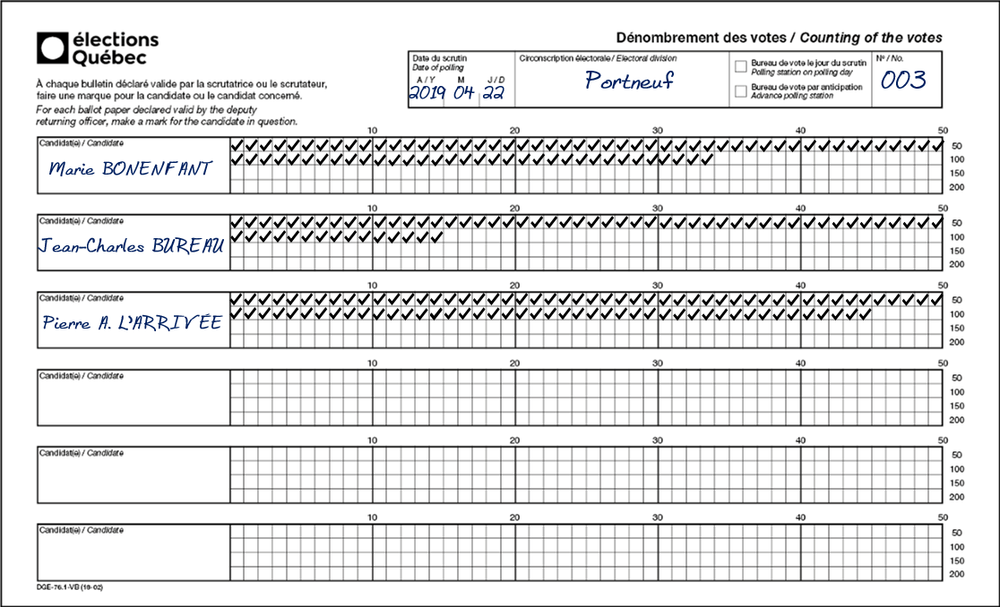 élections
Québec
À chaque bulletin déclaré valide par la scrutatrice ou le scrutateur,
faire une marque pour la candidate ou le candidat concerné.
For each ballot paper declared valid by the deputy
returning officer, make a mark for the candidate in question.
Dénombrement des votes / Counting of the votes
Date du scrutin
Date of polling
A / Y M J / D
2019 04 22
Circonscription électorale / Electoral division
Portneuf
Bureau de vote le jour du scrutin
Polling station on polling day
Bureau de vote par anticipation
Advance polling station
N° / No.
003
10 20 30 40 50
Candidat(e) / Candidate
Marie BONENFANT
50
100
150
200
10 20 30 40 50
Candidat(e) / Candidate
Jean-Charles BUREAU
50
100
150
200
10 20 30 40 50
Candidat(e) / Candidate
Pierre A. L'ARRIVÉE
50
100
150
200
10 20 30 40 50
Candidat(e) / Candidate
50
100
150
200
10 20 30 40 50
Candidat(e) / Candidate
50
100
150
200
10 20 30 40 50
Candidat(e) / Candidate
50
100
150
200
DGE-76.1-VB (18-02)